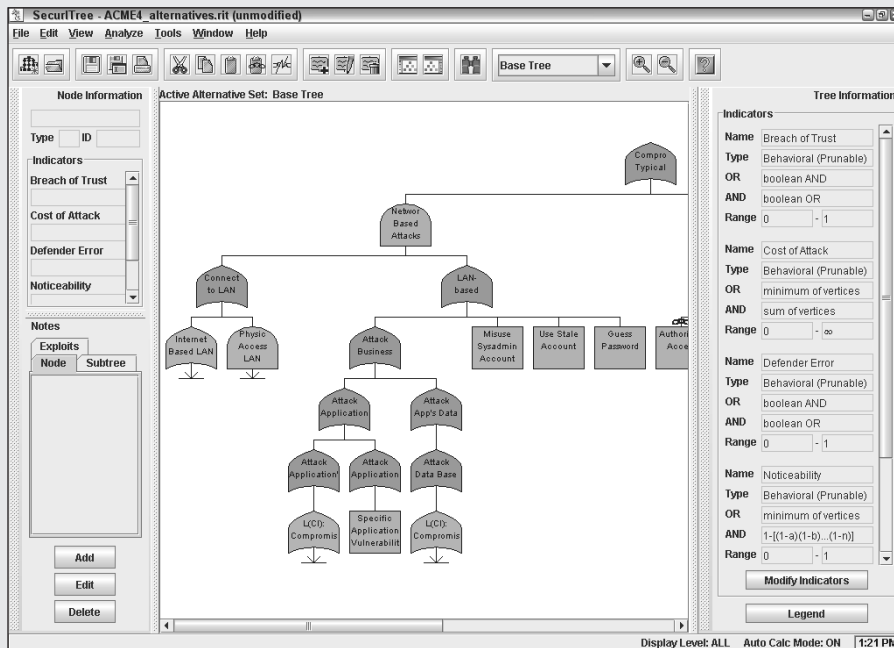 SecurITree - ACME4_alternatives.rit (unmodified)
File Edit View Analyze Tools Window Help
Base Tree
Node Information
Type ID
Indicators
Breach of Trust
Cost of Attack
Defender Error
Noticeability
Notes
Exploits
Node Subtree
Add
Edit
Delete
Active Alternative Set: Base Tree
Compro
Typical
Networ
Based
Attacks
Connect
to LAN
LAN-
based
Internet
Based LAN
Physic
Access
LAN
Attack
Business
Misuse
Sysadmin
Account
Use Stale
Account
Guess
Password
Authori
Acce
Attack
Application
Attack
App's Data
Attack
Application'
Attack
Application
Attack
Data Base
L(CI):
Compromis
Specific
Application
Vulnerabilit
L(CI):
Compromis
Tree Information
Indicators
Name Breach of Trust
Type Behavioral (Prunable)
OR boolean AND
AND boolean OR
Range 0 - 1
Name Cost of Attack
Type Behavioral (Prunable)
OR minimum of vertices
AND sum of vertices
Range 0 - ∞
Name Defender Error
Type Behavioral (Prunable)
OR boolean AND
AND boolean OR
Range 0 - 1
Name Noticeability
Type Behavioral (Prunable)
OR minimum of vertices
AND 1-[(1-a)(1-b)...(1-n)]
Range 0 - 1
Modify Indicators
Legend
Display Level: ALL Auto Calc Mode: ON 1:21 PM